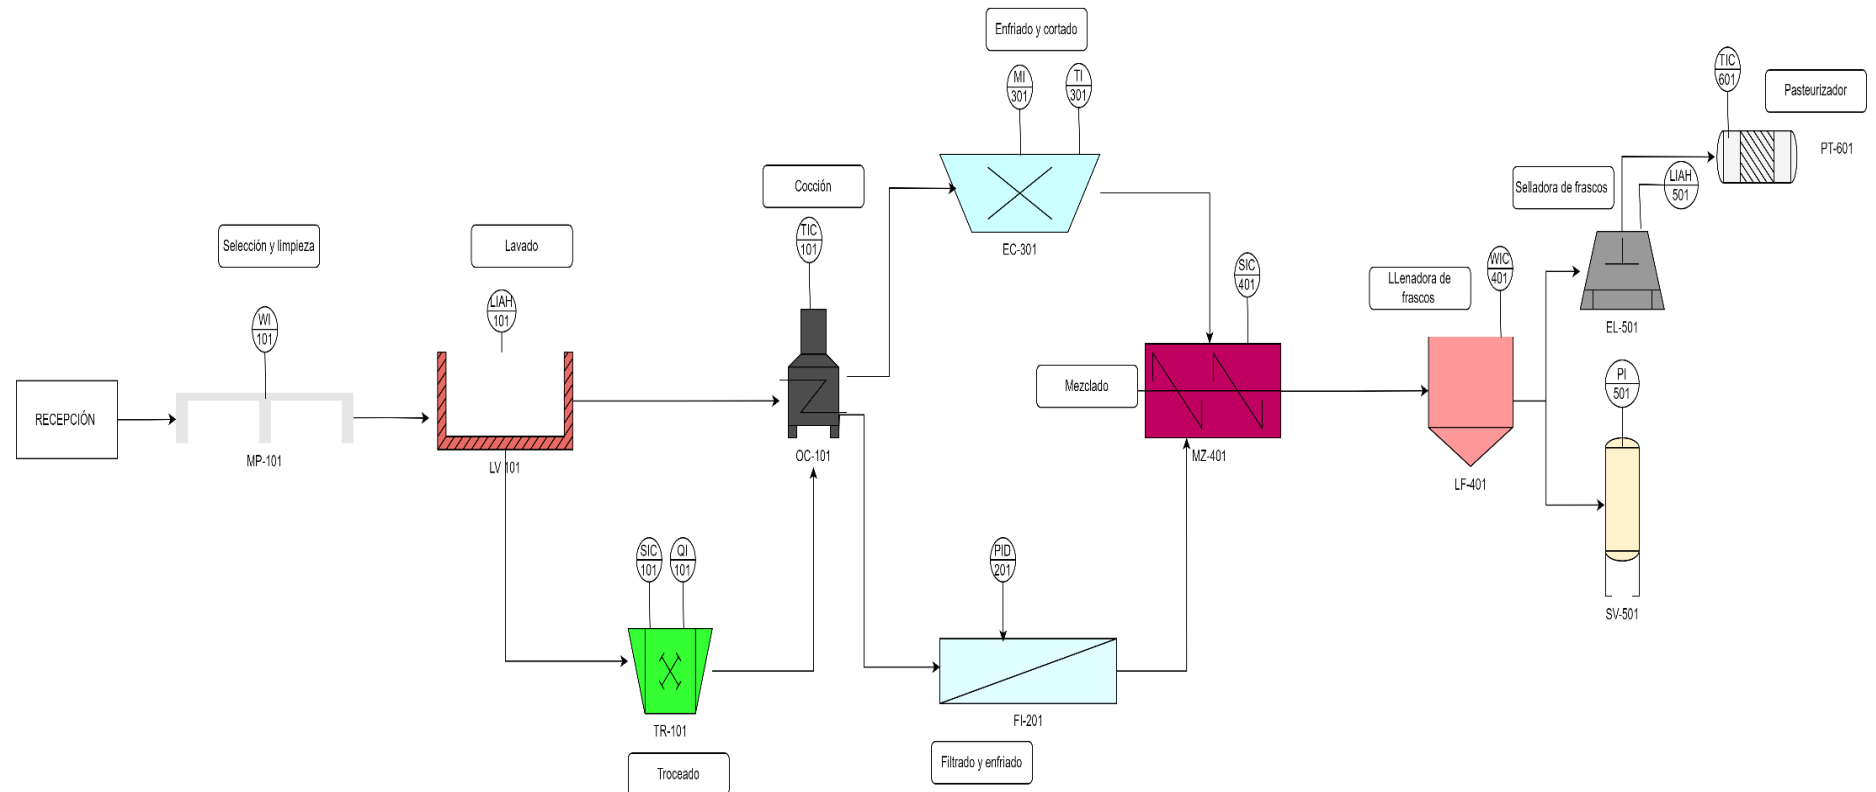 Enfriado y cortado
MI
301
TI
301
TIC
601
Pasteurizador
PT-601
Cocción
Selladora de frascos
LIAH
501
TIC
101
EC-301
Selección y limpieza
Lavado
SIC
401
WIC
401
LLenadora de
frascos
WI
101
LIAH
101
EL-501
RECEPCIÓN
Mezclado
PI
501
MP-101
LV 101
OC-101
MZ-401
LF-401
SIC
101
QI
101
PID
201
SV-501
TR-101
FI-201
Troceado
Filtrado y enfriado